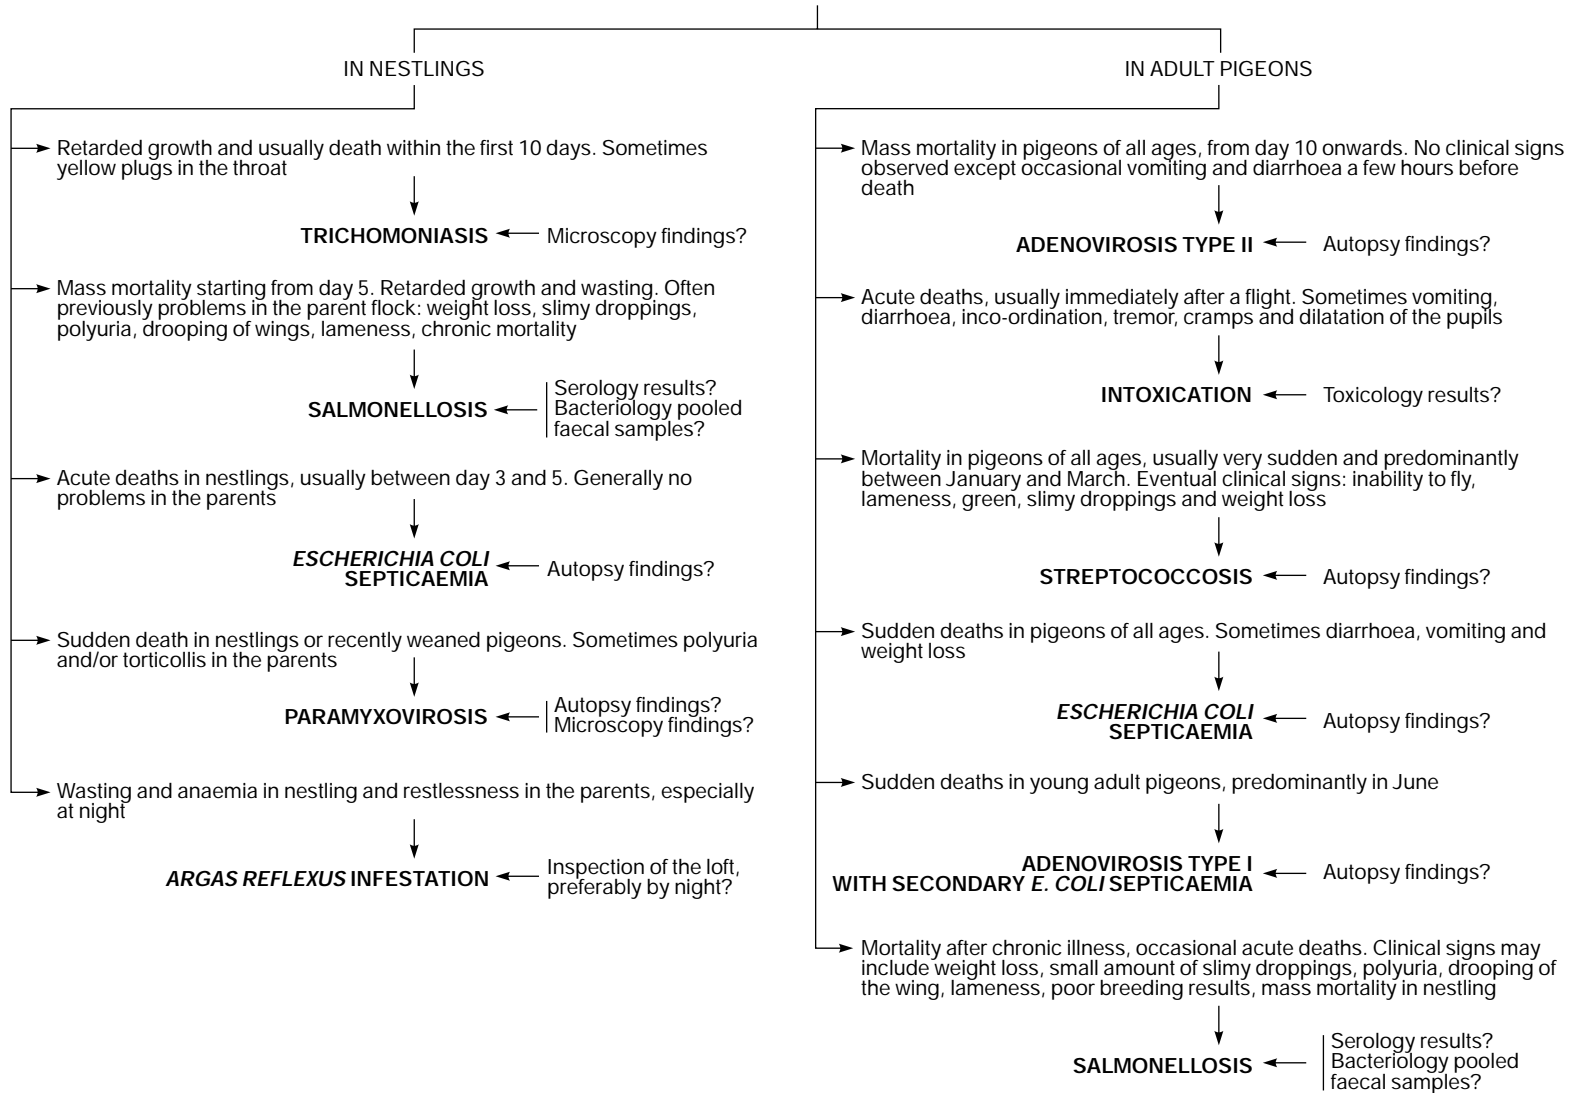 IN NESTLINGS
Retarded growth and usually death within the first 10 days. Sometimes
yellow plugs in the throat
TRICHOMONIASIS
Microscopy findings?
Mass mortality starting from day 5. Retarded growth and wasting. Often
previously problems in the parent flock: weight loss, slimy droppings,
polyuria, drooping of wings, lameness, chronic mortality
SALMONELLOSIS
Serology results?
Bacteriology pooled
faecal samples?
Acute deaths in nestlings, usually between day 3 and 5. Generally no
problems in the parents
ESCHERICHIA COLI
SEPTICAEMIA
Autopsy findings?
Sudden death in nestlings or recently weaned pigeons. Sometimes polyuria
and/or torticollis in the parents
PARAMYXOVIROSIS
Autopsy findings?
Microscopy findings?
Wasting and anaemia in nestling and restlessness in the parents, especially
at night
ARGAS REFLEXUS INFESTATION
Inspection of the loft,
preferably by night?
IN ADULT PIGEONS
Mass mortality in pigeons of all ages, from day 10 onwards. No clinical signs
observed except occasional vomiting and diarrhoea a few hours before
death
ADENOVIROSIS TYPE II
Autopsy findings?
Acute deaths, usually immediately after a flight. Sometimes vomiting,
diarrhoea, inco-ordination, tremor, cramps and dilatation of the pupils
INTOXICATION
Toxicology results?
Mortality in pigeons of all ages, usually very sudden and predominantly
between January and March. Eventual clinical signs: inability to fly,
lameness, green, slimy droppings and weight loss
STREPTOCOCCOSIS
Autopsy findings?
Sudden deaths in pigeons of all ages. Sometimes diarrhoea, vomiting and
weight loss
ESCHERICHIA COLI
SEPTICAEMIA
Autopsy findings?
Sudden deaths in young adult pigeons, predominantly in June
ADENOVIROSIS TYPE I
WITH SECONDARY E. COLI SEPTICAEMIA
Autopsy findings?
Mortality after chronic illness, occasional acute deaths. Clinical signs may
include weight loss, small amount of slimy droppings, polyuria, drooping of
the wing, lameness, poor breeding results, mass mortality in nestling
SALMONELLOSIS
Serology results?
Bacteriology pooled
faecal samples?